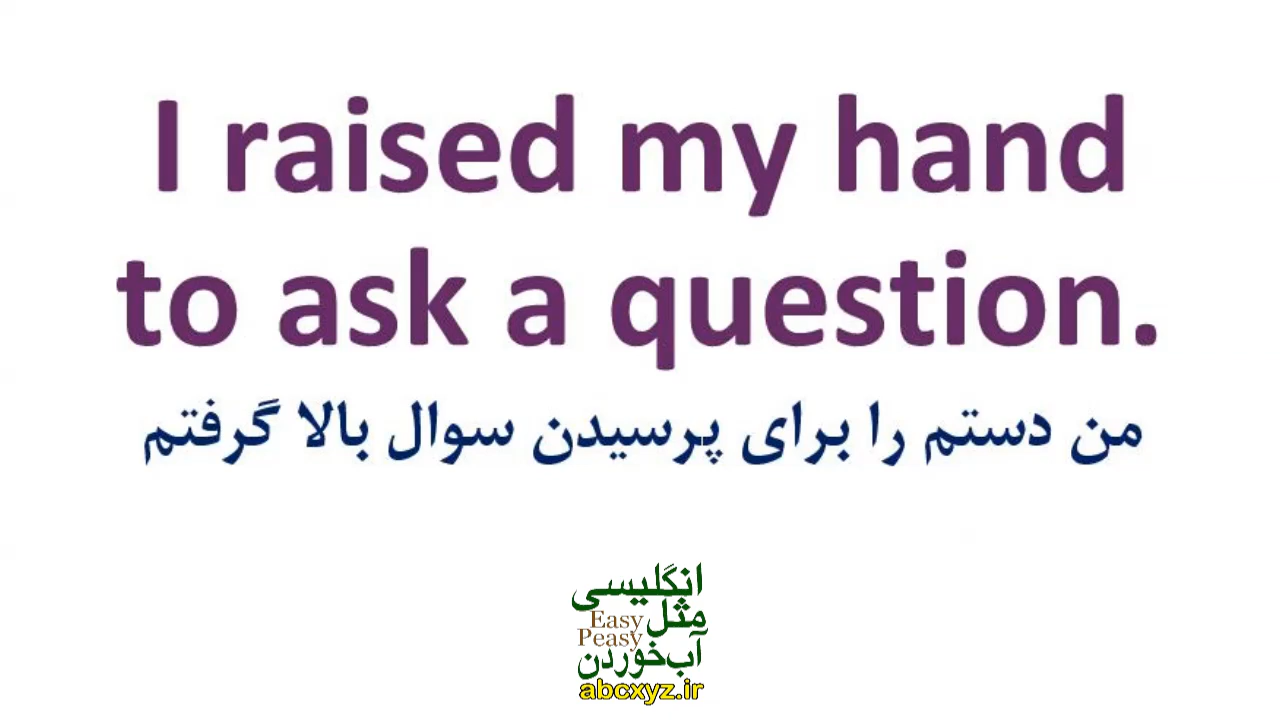 I raised my hand
to ask a question.
من دستم را برای پرسیدن سوال بالا گرفتم
انگلیسی
مثل
Easy
Peasy
آب‌خوردن
abcxyz.ir